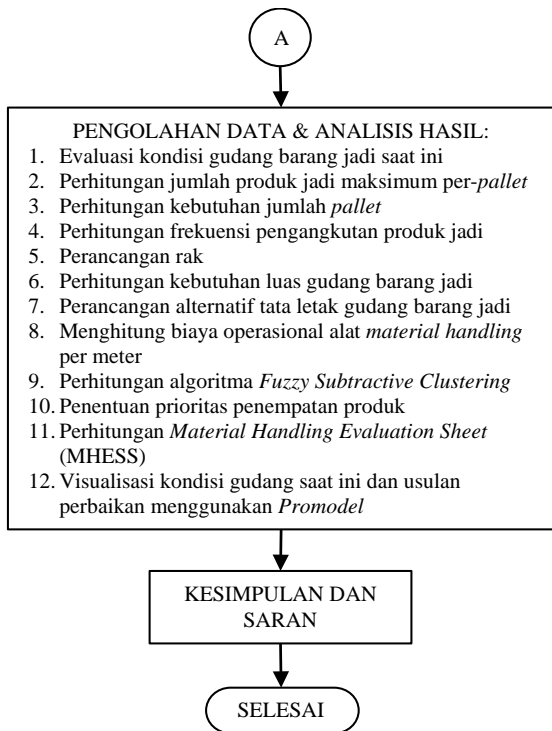 A
PENGOLAHAN DATA & ANALISIS HASIL:
1. Evaluasi kondisi gudang barang jadi saat ini
2. Perhitungan jumlah produk jadi maksimum per-pallet
3. Perhitungan kebutuhan jumlah pallet
4. Perhitungan frekuensi pengangkutan produk jadi
5. Perancangan rak
6. Perhitungan kebutuhan luas gudang barang jadi
7. Perancangan alternatif tata letak gudang barang jadi
8. Menghitung biaya operasional alat material handling
per meter
9. Perhitungan algoritma Fuzzy Subtractive Clustering
10. Penentuan prioritas penempatan produk
11. Perhitungan Material Handling Evaluation Sheet
(MHESS)
12. Visualisasi kondisi gudang saat ini dan usulan
perbaikan menggunakan Promodel
KESIMPULAN DAN
SARAN
SELESAI